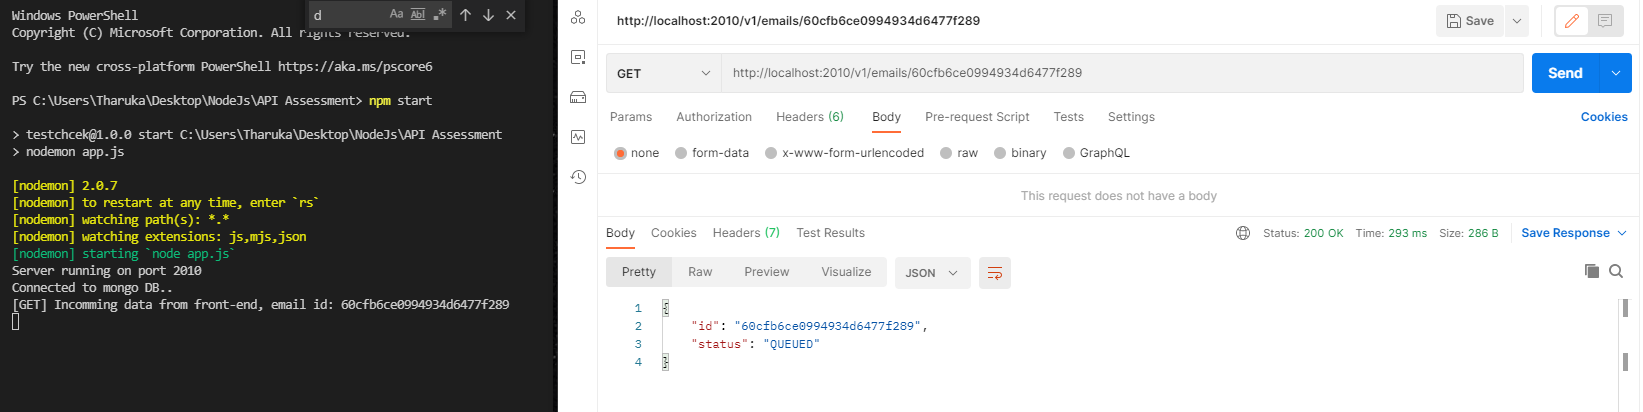 Windows PowerShell
Copyright (C) Microsoft Corporation. All rights reserved.
d
Aa Abl .*
Try the new cross-platform PowerShell https://aka.ms/pscore6
PS C:\Users\Tharuka\Desktop\NodeJs\API Assessment> npm start
> testchcek@1.0.0 start C:\Users\Tharuka\Desktop\NodeJs\API Assessment
> nodemon app.js
[nodemon] 2.0.7
[nodemon] to restart at any time, enter `rs`
[nodemon] watching path(s): *.*
[nodemon] watching extensions: js,mjs,json
[nodemon] starting `node app.js`
Server running on port 2010
Connected to mongo DB..
[GET] Incomming data from front-end, email id: 60cfb6ce0994934d6477f289
http://localhost:2010/v1/emails/60cfb6ce0994934d6477f289
Save
GET http://localhost:2010/v1/emails/60cfb6ce0994934d6477f289 Send
Params Authorization Headers (6) Body Pre-request Script Tests Settings Cookies
none form-data x-www-form-urlencoded raw binary GraphQL
This request does not have a body
Body Cookies Headers (7) Test Results Status: 200 OK Time: 293 ms Size: 286 B Save Response
Pretty Raw Preview Visualize JSON
1 {
2 "id": "60cfb6ce0994934d6477f289",
3 "status": "QUEUED"
4 }